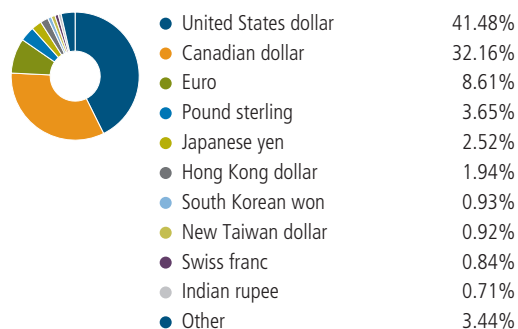 United States dollar 41.48%
Canadian dollar 32.16%
Euro 8.61%
Pound sterling 3.65%
Japanese yen 2.52%
Hong Kong dollar 1.94%
South Korean won 0.93%
New Taiwan dollar 0.92%
Swiss franc 0.84%
Indian rupee 0.71%
Other 3.44%